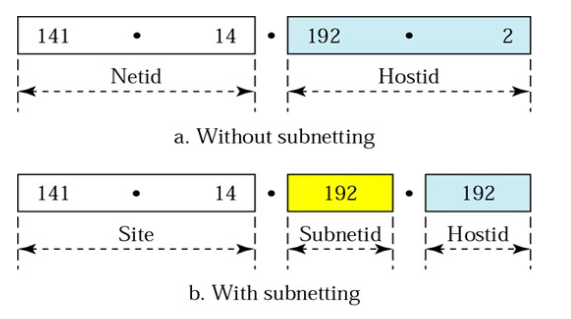 141 • 14 • 192 • 2
Netid Hostid
a. Without subnetting
141 • 14 • 192 • 192
Site Subnetid Hostid
b. With subnetting